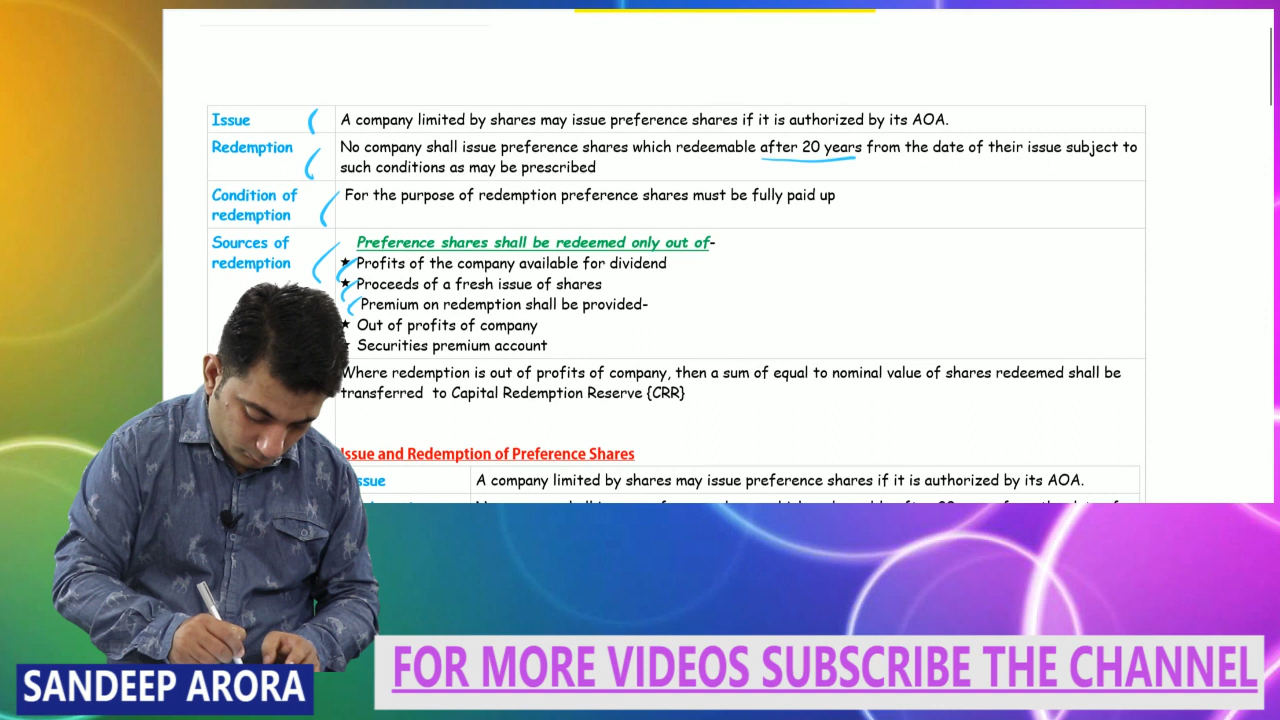 Issue A company limited by shares may issue preference shares if it is authorized by its AOA.
Redemption No company shall issue preference shares which redeemable after 20 years from the date of their issue subject to
such conditions as may be prescribed
Condition of For the purpose of redemption preference shares must be fully paid up
redemption
Sources of Preference shares shall be redeemed only out of-
redemption ★ Profits of the company available for dividend
★ Proceeds of a fresh issue of shares
Premium on redemption shall be provided-
★ Out of profits of company
★ Securities premium account
Where redemption is out of profits of company, then a sum of equal to nominal value of shares redeemed shall be
transferred to Capital Redemption Reserve {CRR}
Issue and Redemption of Preference Shares
ssue A company limited by shares may issue preference shares if it is authorized by its AOA.
SANDEEP ARORA
FOR MORE VIDEOS SUBSCRIBE THE CHANNEL